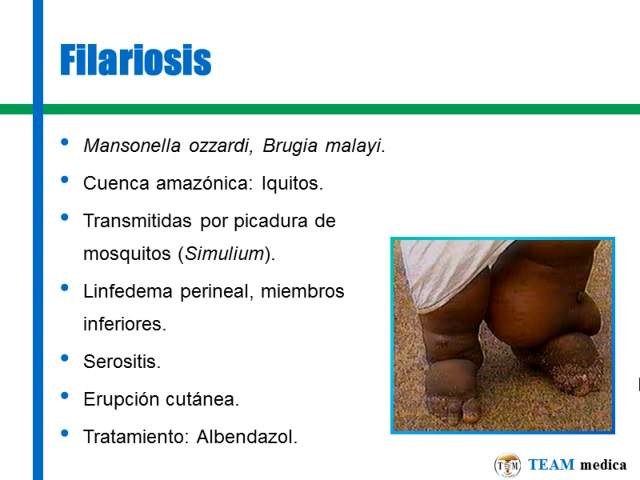 Filariosis
• Mansonella ozzardi, Brugia malayi.
• Cuenca amazónica: Iquitos.
• Transmitidas por picadura de
mosquitos (Simulium).
• Linfedema perineal, miembros
inferiores.
• Serositis.
• Erupción cutánea.
• Tratamiento: Albendazol.
TEAM medica